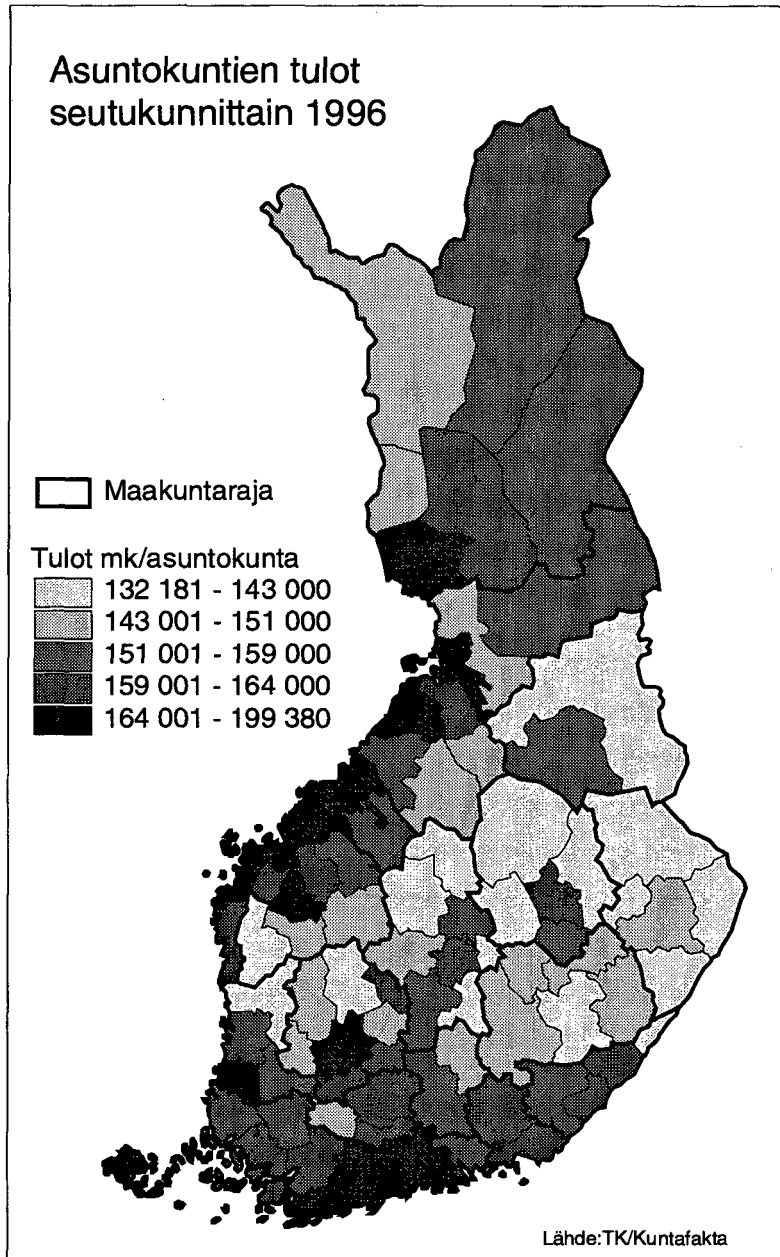 Asuntokuntien tulot
seutukunnittain 1996
Maakuntaraja
Tulot mk/asuntokunta
132 181 - 143 000
143 001 - 151 000
151 001 - 159 000
159 001 - 164 000
164 001 - 199 380
Lähde:TK/Kuntafakta